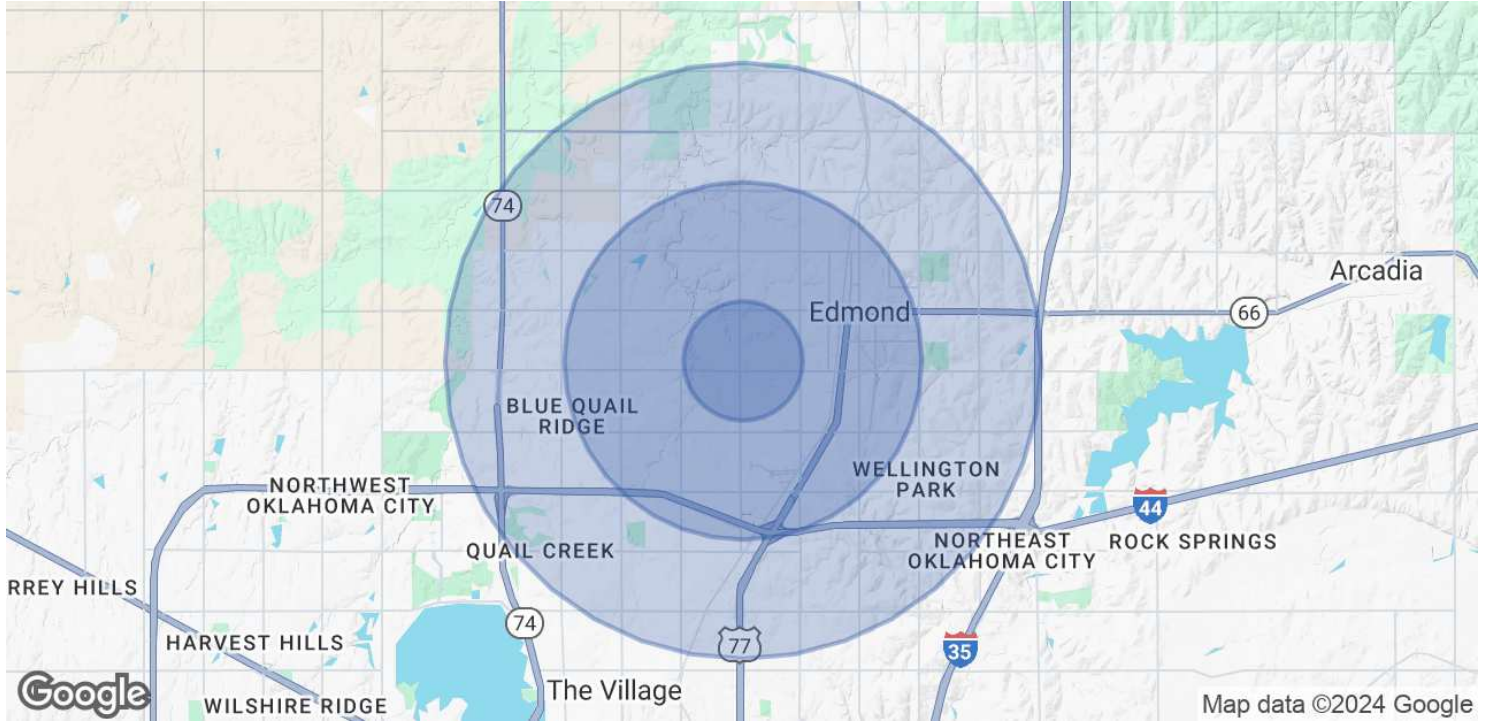 74
Arcadia
Edmond
66
BLUE QUAIL
RIDGE
WELLINGTON
PARK
NORTHWEST
OKLAHOMA CITY
44
QUAIL CREEK
NORTHEAST
OKLAHOMA CITY
ROCK SPRINGS
RREY HILLS
74
HARVEST HILLS
77
35
The Village
Google
WILSHIRE RIDGE
Map data ©2024 Google